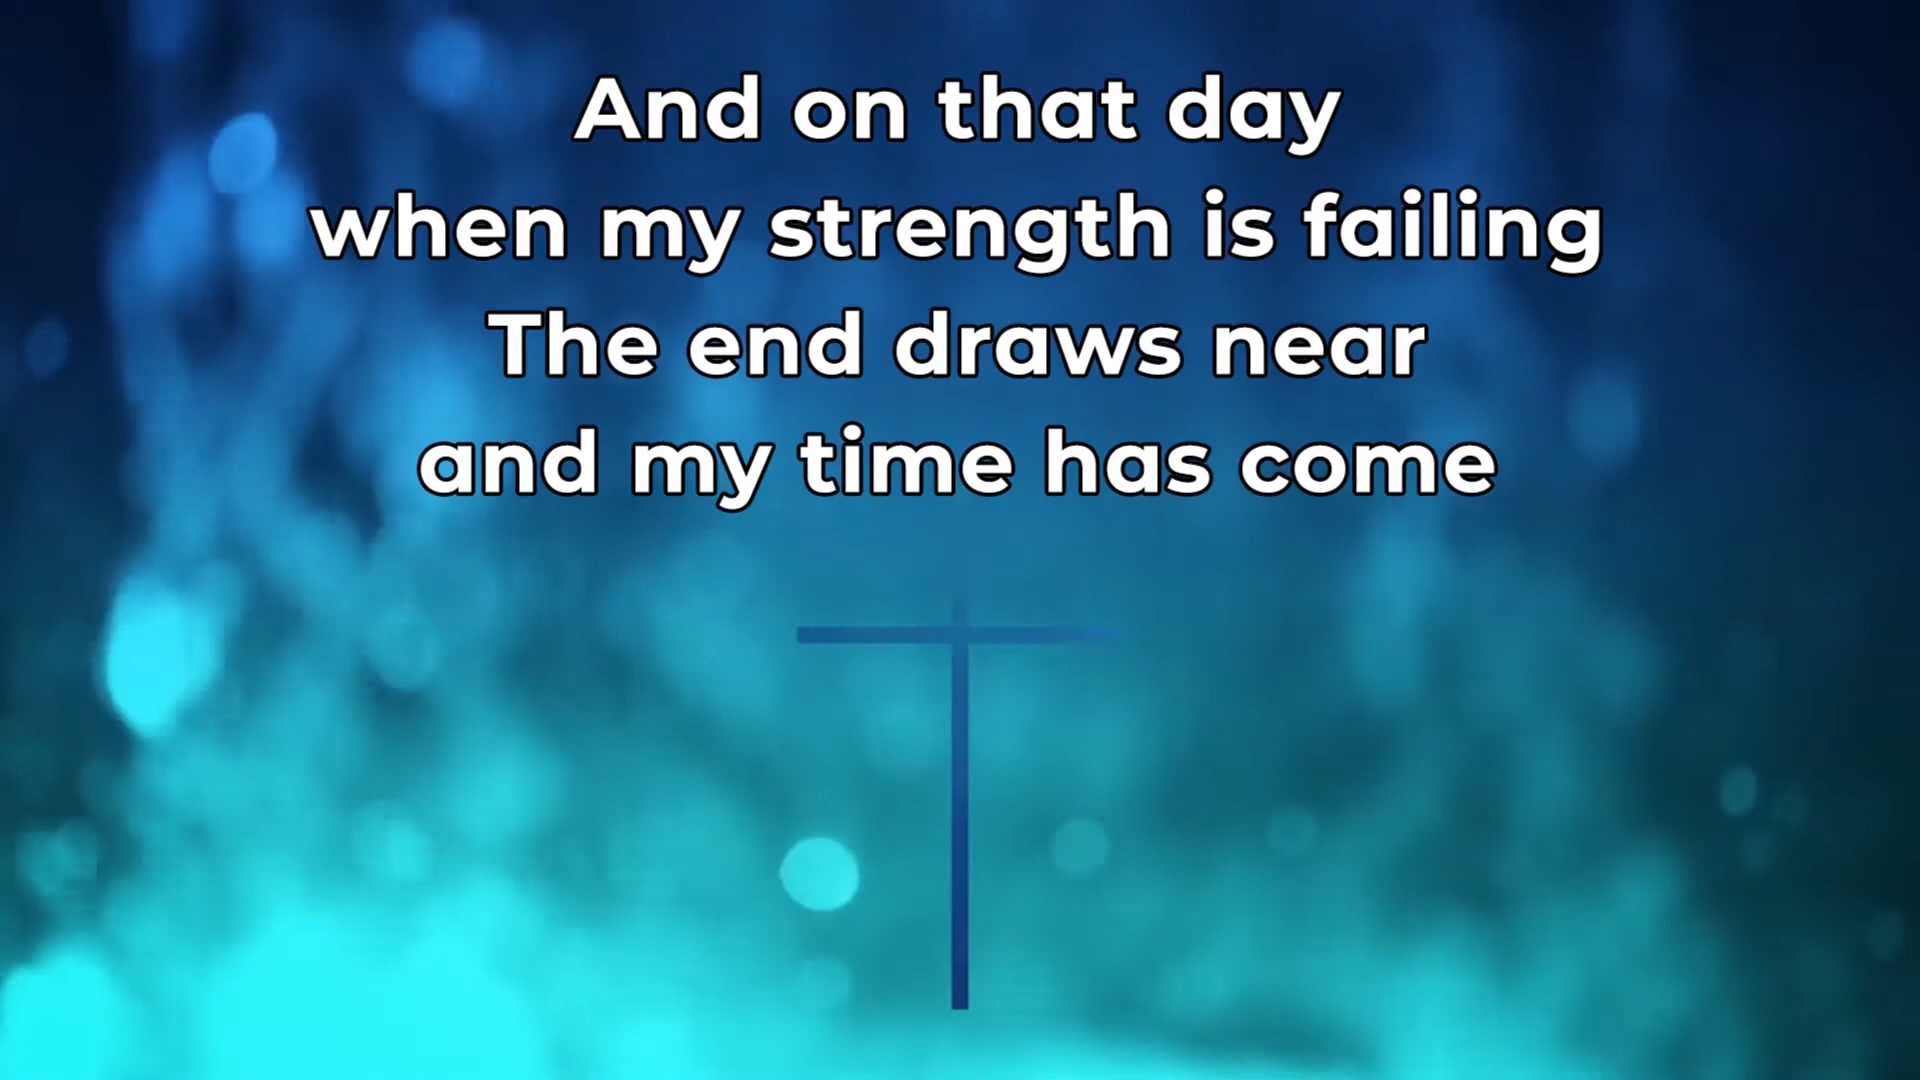 And on that day
when my strength is failing
The end draws near
and my time has come